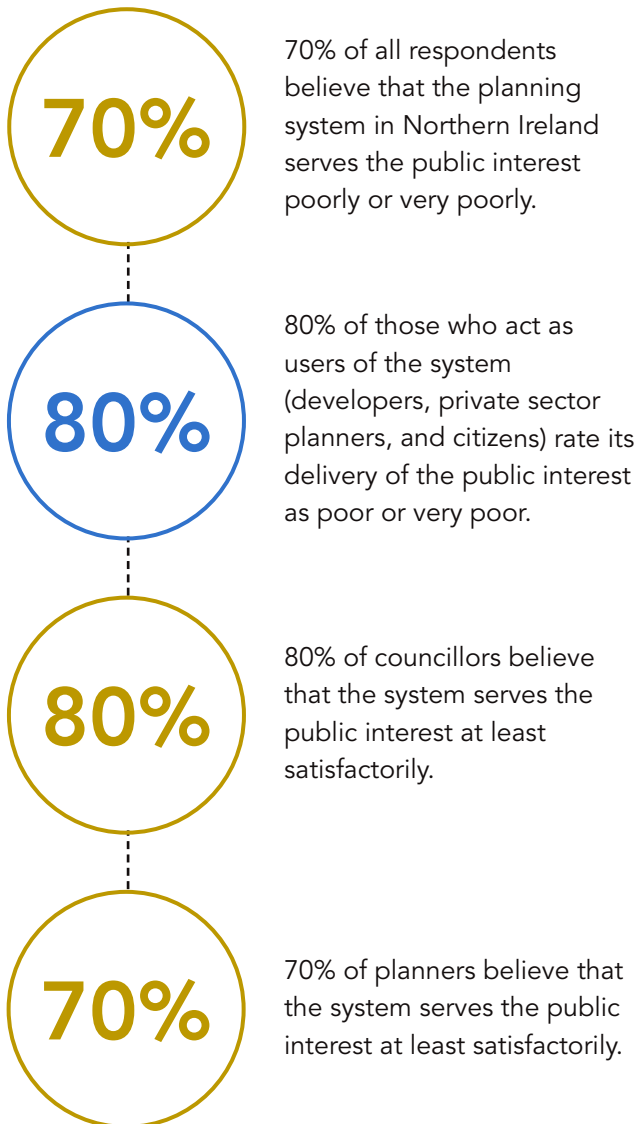 70%
70% of all respondents
believe that the planning
system in Northern Ireland
serves the public interest
poorly or very poorly.
80%
80% of those who act as
users of the system
(developers, private sector
planners, and citizens) rate its
delivery of the public interest
as poor or very poor.
80%
80% of councillors believe
that the system serves the
public interest at least
satisfactorily.
70%
70% of planners believe that
the system serves the public
interest at least satisfactorily.